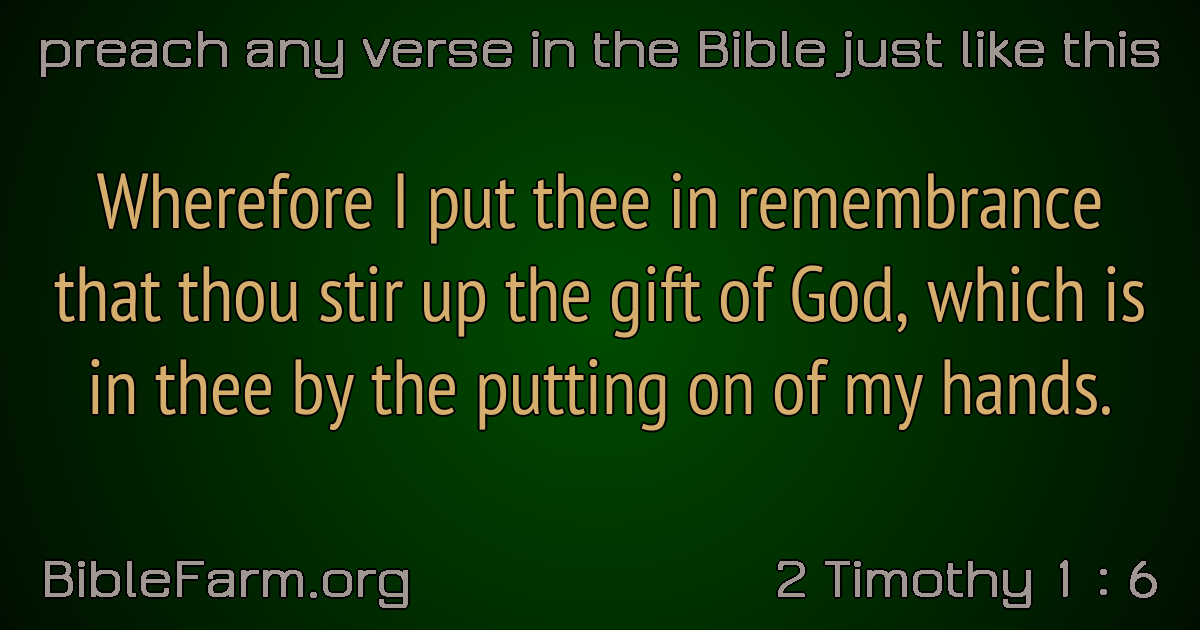 preach any verse in the Bible just like this
Wherefore I put thee in remembrance
that thou stir up the gift of God, which is
in thee by the putting on of my hands.
BibleFarm.org
2 Timothy 1 : 6